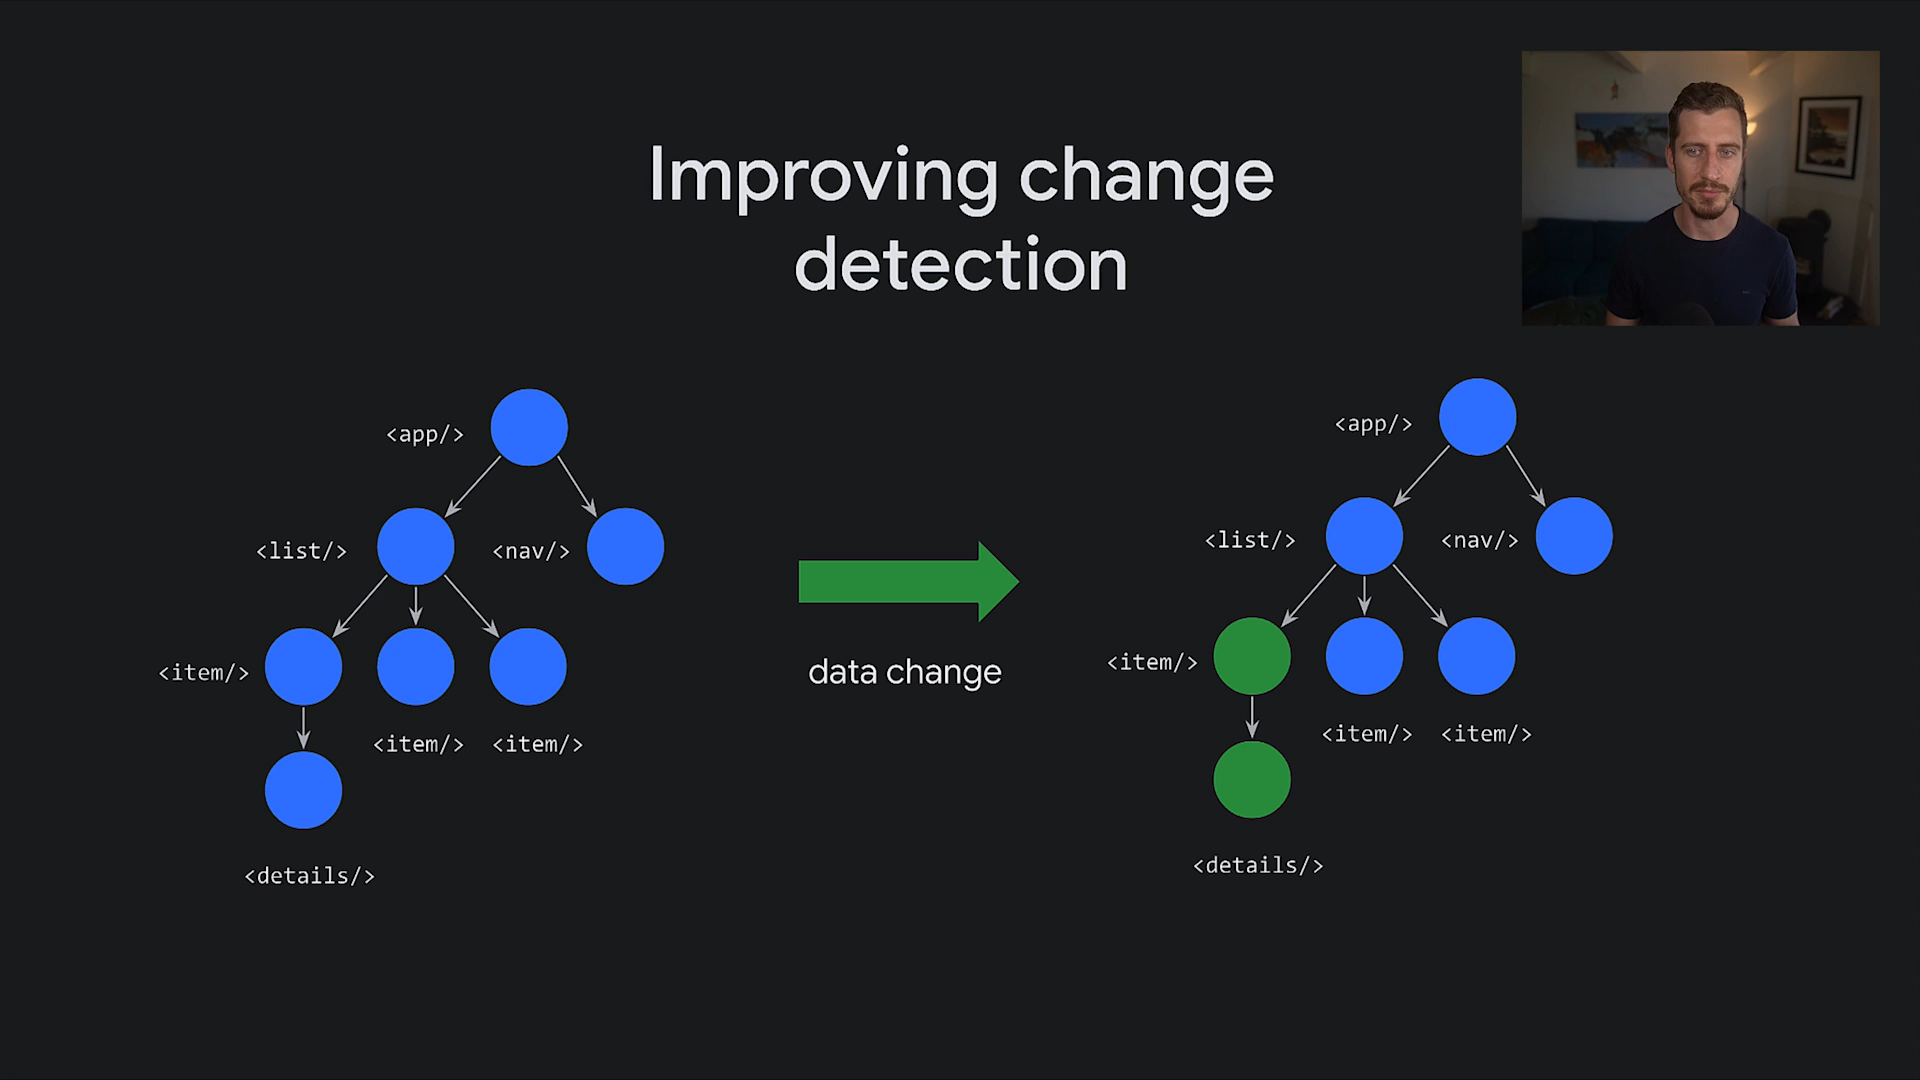 Improving change
detection
<app/>
<list/>
<nav/>
<item/>
<item/>
<item/>
<details/>
data change
<app/>
<list/>
<nav/>
<item/>
<item/>
<item/>
<details/>